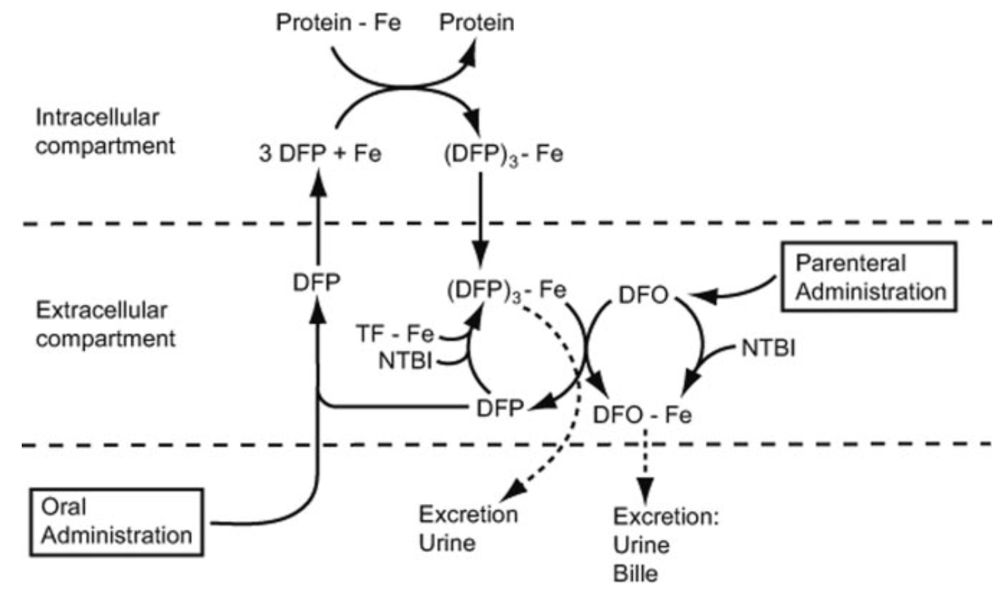 Protein - Fe Protein
Intracellular
compartment
3 DFP + Fe (DFP)₃ - Fe
Parenteral
Administration
DFP (DFP)₃ - Fe DFO
Extracellular
compartment
TF - Fe
NTBI NTBI
DFP DFO - Fe
Oral
Administration
Excretion
Urine
Excretion:
Urine
Bille